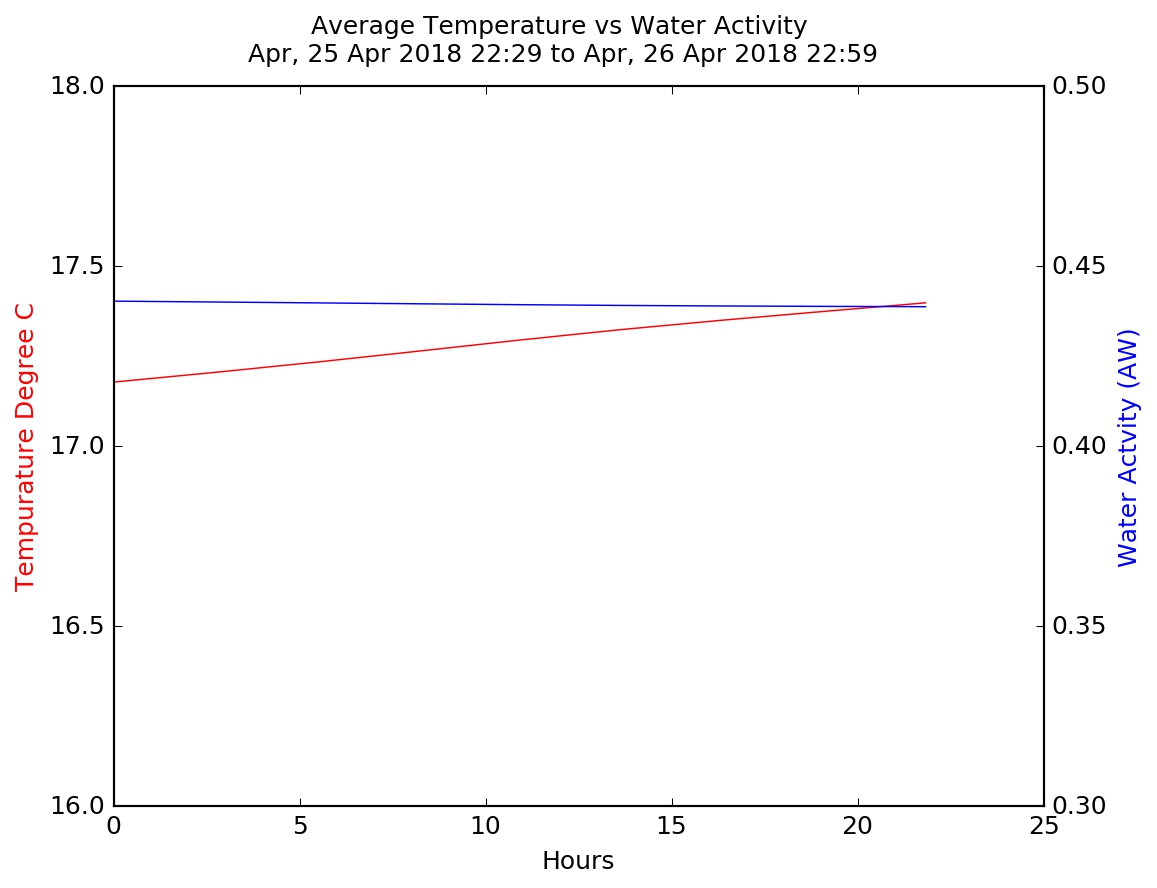 Average Temperature vs Water Activity
Apr, 25 Apr 2018 22:29 to Apr, 26 Apr 2018 22:59
18.0
17.5
17.0
16.5
16.0
Tempurature Degree C
0.50
0.45
0.40
0.35
0.30
Water Actvity (AW)
0 5 10 15 20 25
Hours